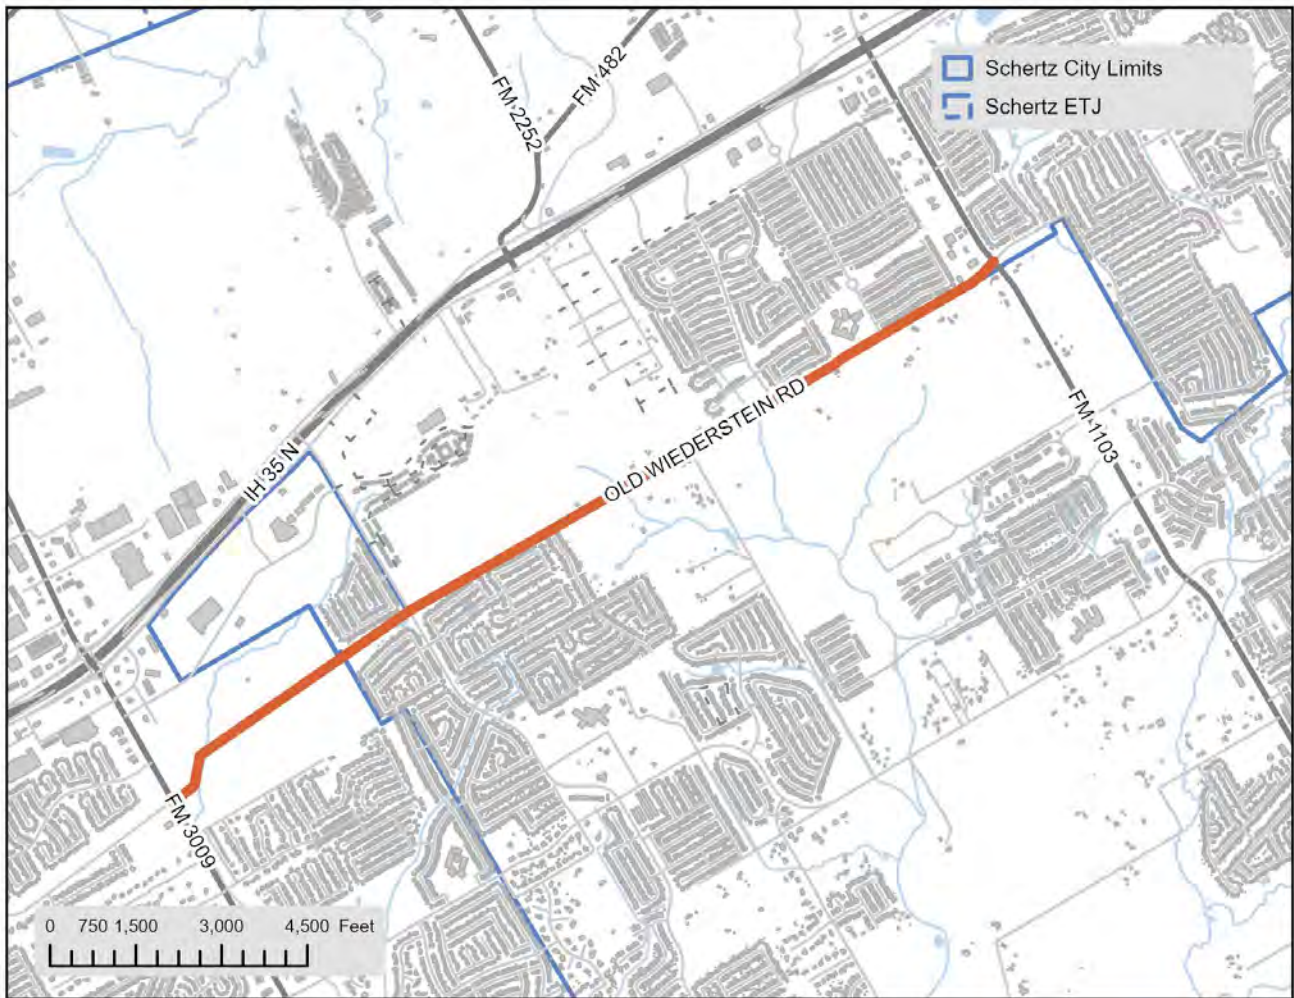 FM 482
FM 2252
Schertz City Limits
Schertz ETJ
FM 1103
OLD WIEDERSTEIN RD
IH 35 N
FM 3009
0 750 1,500 3,000 4,500 Feet